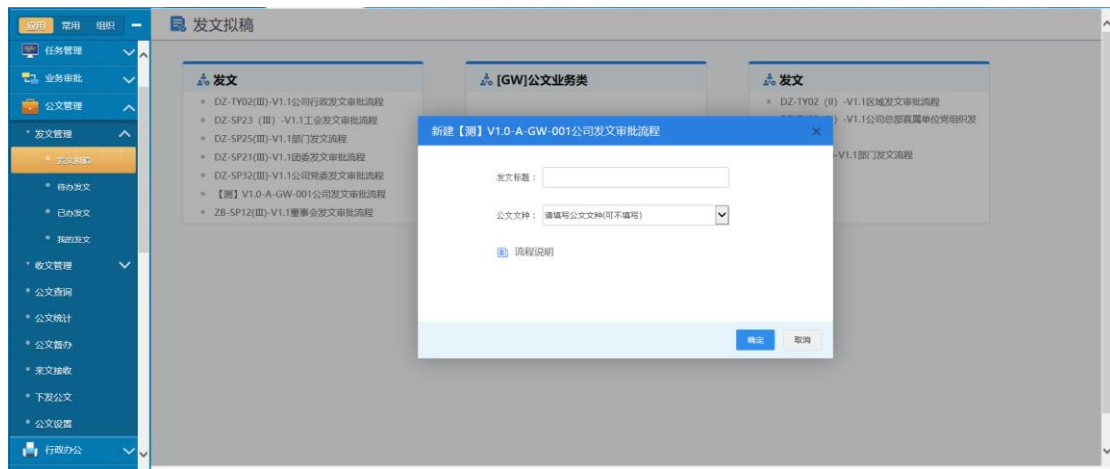 应用 常用 组织
任务管理
业务审批
公文管理
发文管理
发文拟稿
待办发文
已办发文
我的发文
收文管理
公文查询
公文统计
公文督办
来文接收
下发公文
公文设置
行政办公
发文拟稿
发文
DZ-TY02(III)-V1.1公司行政发文审批流程
DZ-SP23 (III) -V1.1工会发文审批流程
DZ-SP25(III)-V1.1部门发文流程
DZ-SP21(III)-V1.1团委发文审批流程
DZ-SP32(III)-V1.1公司党委发文审批流程
【测】V1.0-A-GW-001公司发文审批流程
ZB-SP12(III)-V1.1董事会发文审批流程
[GW]公文业务类
发文
DZ-TY02 (II) -V1.1区域发文审批流程
) -V1.1公司总部直属单位党组织发
-V1.1部门发文流程
新建【测】V1.0-A-GW-001公司发文审批流程 ×
发文标题：
公文文种： 请填写公文文种(可不填写)
流程说明
确定 取消